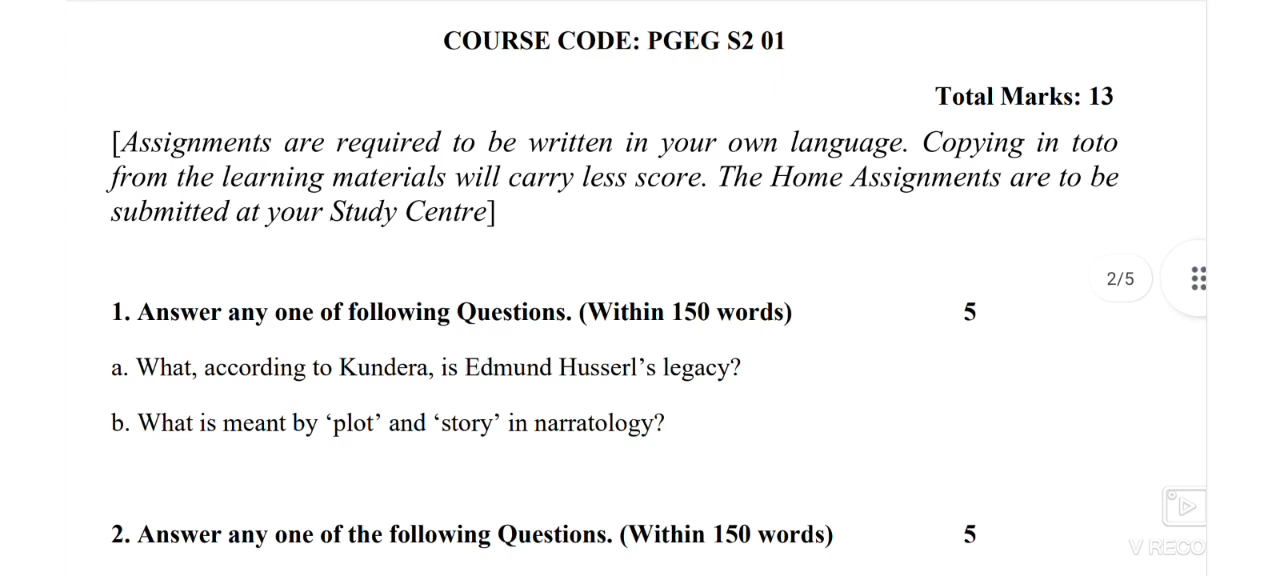 COURSE CODE: PGEG S2 01
Total Marks: 13
[Assignments are required to be written in your own language. Copying in toto
from the learning materials will carry less score. The Home Assignments are to be
submitted at your Study Centre]
2/5
1. Answer any one of following Questions. (Within 150 words) 5
a. What, according to Kundera, is Edmund Husserl’s legacy?
b. What is meant by ‘plot’ and ‘story’ in narratology?
2. Answer any one of the following Questions. (Within 150 words) 5
V RECO